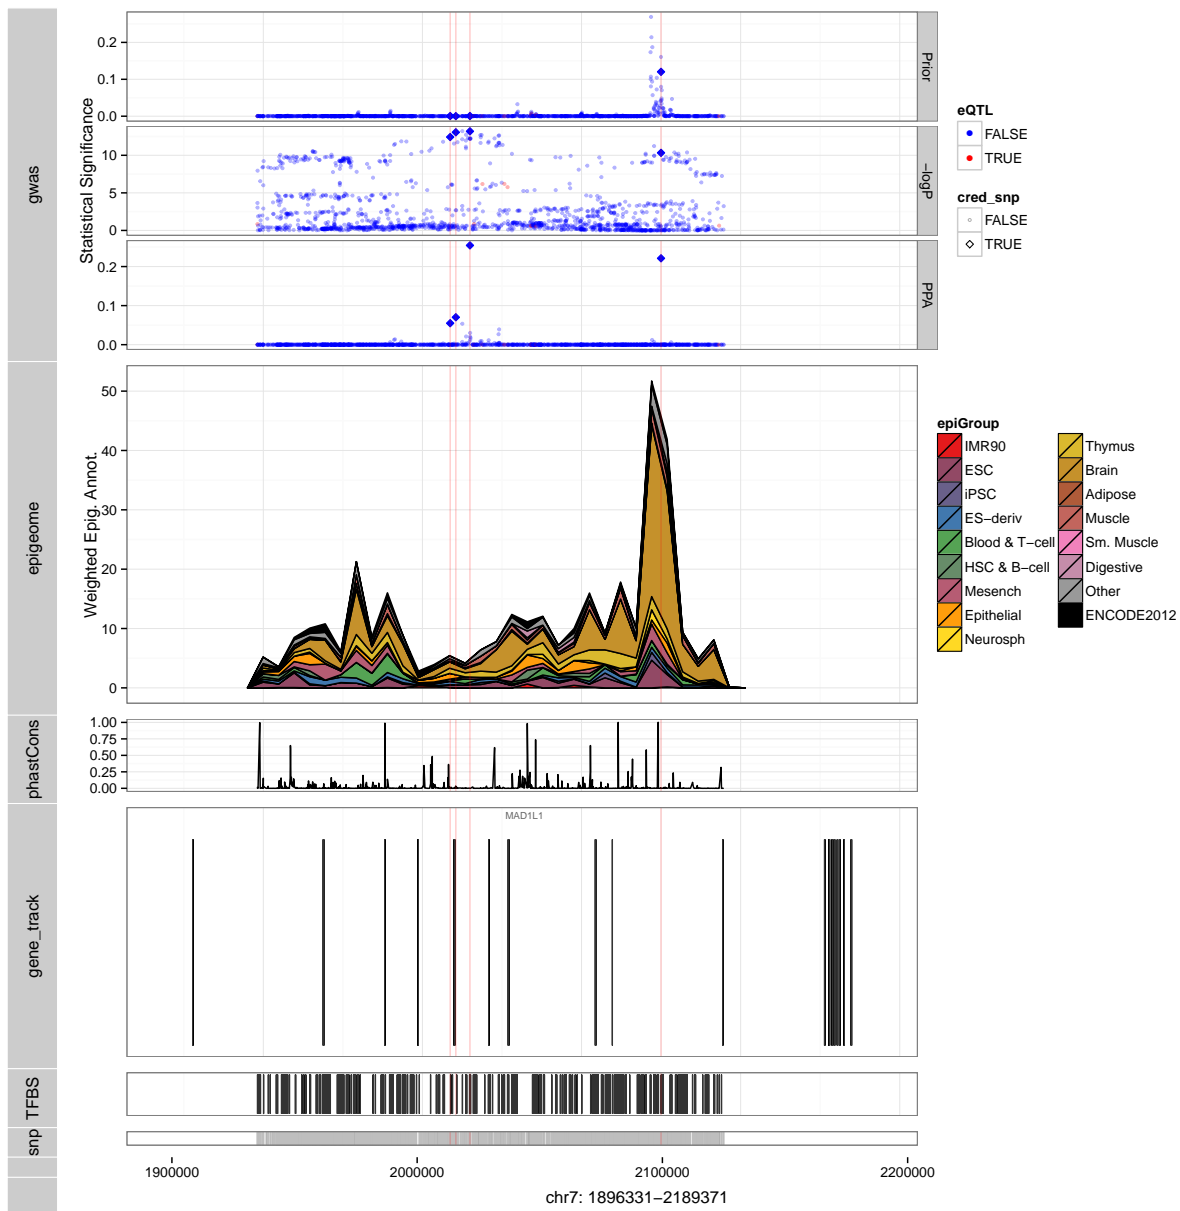 gwas
Statistical Significance
0.2
0.1
0.0
Prior
10
5
0
−logP
0.2
0.1
0.0
PPA
eQTL
FALSE
TRUE
cred_snp
FALSE
TRUE
epigeome
Weighted Epig. Annot.
50
40
30
20
10
0
epiGroup
IMR90
ESC
iPSC
ES−deriv
Blood & T−cell
HSC & B−cell
Mesench
Epithelial
Neurosph
Thymus
Brain
Adipose
Muscle
Sm. Muscle
Digestive
Other
ENCODE2012
phastCons
1.00
0.75
0.50
0.25
0.00
gene_track
MAD1L1
TFBS
snp
1900000
2000000
2100000
2200000
chr7: 1896331−2189371